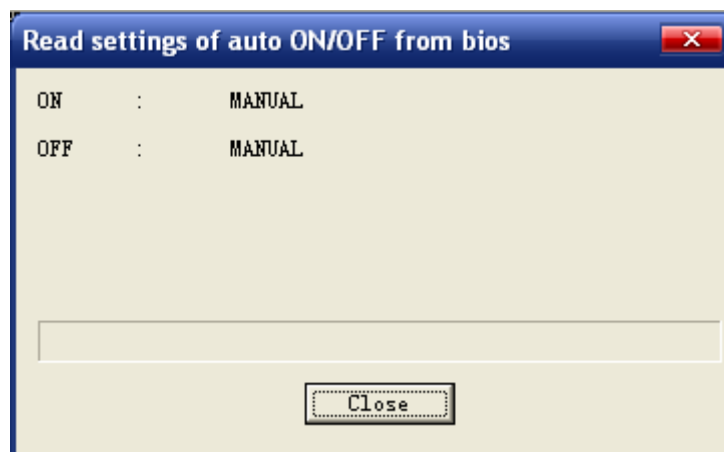 Read settings of auto ON/OFF from bios
ON : MANUAL
OFF : MANUAL
Close